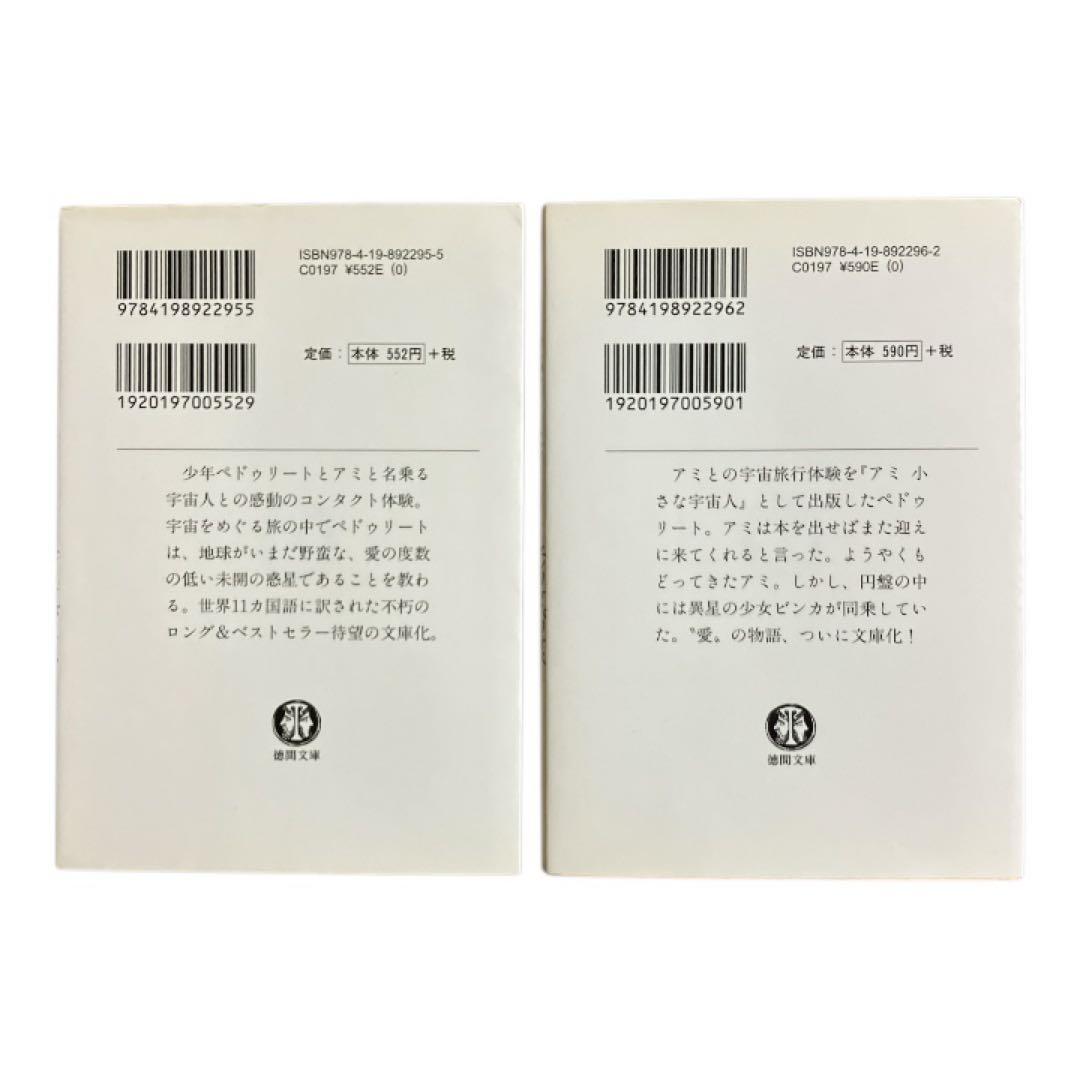 ISBN978-4-19-892295-5
C0197 ¥552E (0)
9784198922955
定価：本体 552円+税
1920197005529
少年ペドゥリートとアミと名乗る
宇宙人との感動のコンタクト体験。
宇宙をめぐる旅の中でペドゥリート
は、地球がいまだ野蛮な、愛の度数
の低い未開の惑星であることを教わ
る。世界11カ国語に訳された不朽の
ロング&ベストセラー待望の文庫化。
徳間文庫
ISBN978-4-19-892296-2
C0197 ¥590E (0)
9784198922962
定価：本体 590円+税
1920197005901
アミとの宇宙旅行体験を『アミ 小
さな宇宙人』として出版したペドゥ
リート。アミは本を出せばまた迎え
に来てくれると言った。ようやくも
どってきたアミ。しかし、円盤の中
には異星の少女ビンカが同乗してい
た。〝愛〟の物語、ついに文庫化！
徳間文庫